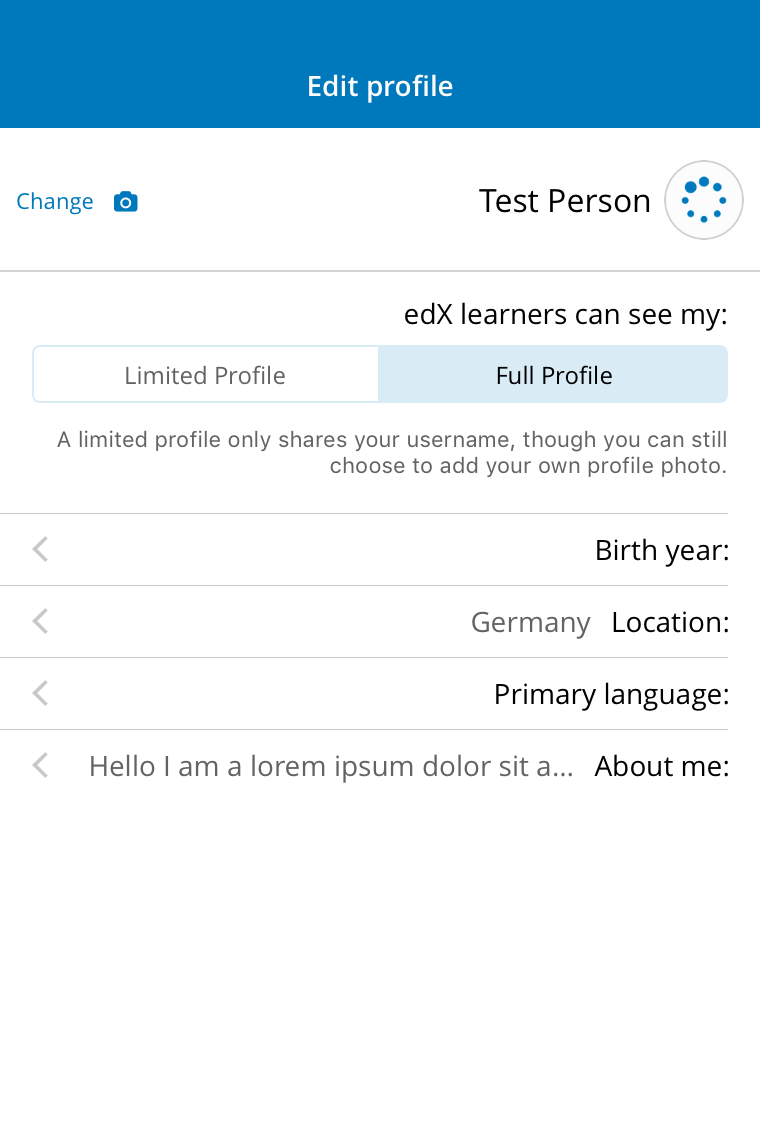 Edit profile
Change
Test Person
edX learners can see my:
Limited Profile
Full Profile
A limited profile only shares your username, though you can still
choose to add your own profile photo.
Birth year:
Location: Germany
Primary language:
About me: Hello I am a lorem ipsum dolor sit a...